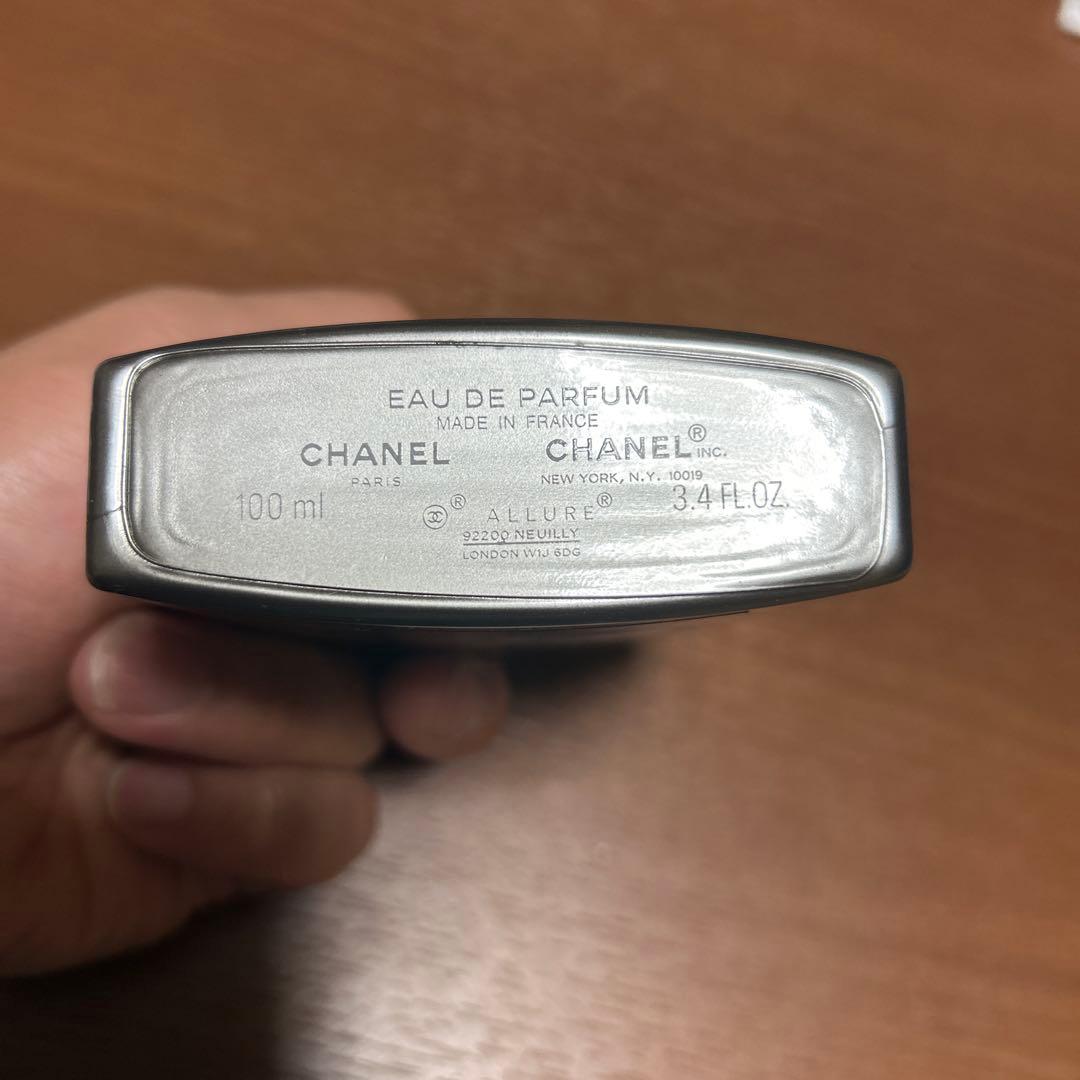 EAU DE PARFUM
MADE IN FRANCE
CHANEL CHANEL® INC.
PARIS NEW YORK, N.Y. 10019
100 ml ® ALLURE® 3.4 FL.OZ.
92200 NEUILLY
LONDON W1J 6DG